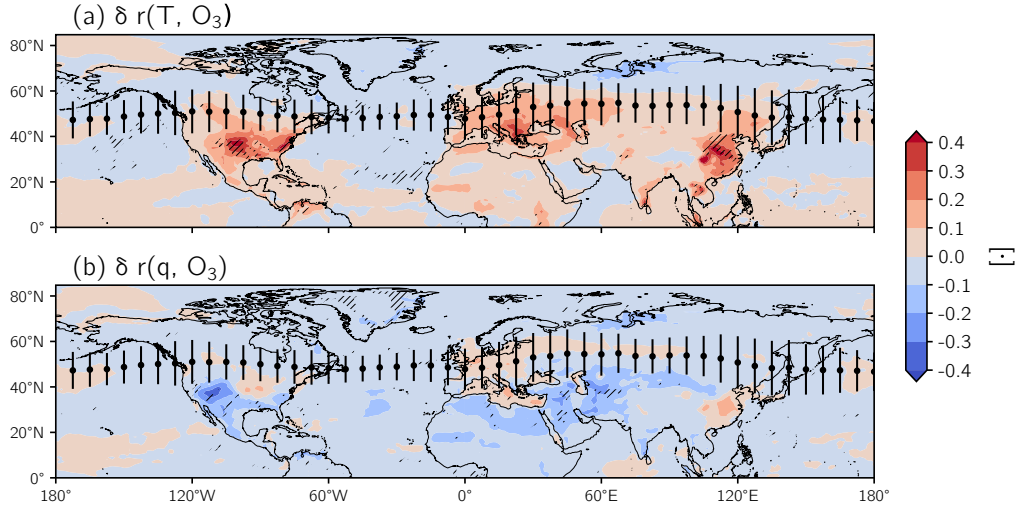 (a) δ r(T, O₃)
80°N
60°N
40°N
20°N
0°
(b) δ r(q, O₃)
80°N
60°N
40°N
20°N
0°
180°
120°W
60°W
0°
60°E
120°E
180°
0.4
0.3
0.2
0.1
0.0
-0.1
-0.2
-0.3
-0.4
[·]